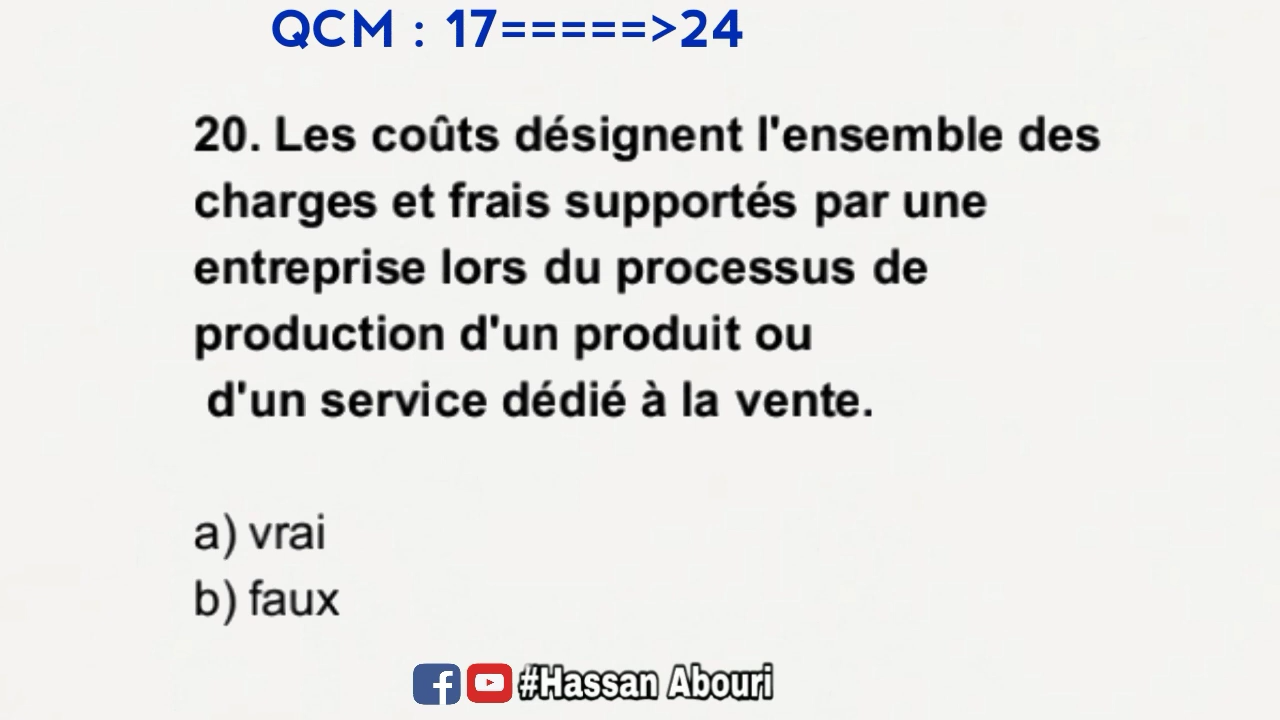 QCM : 17=====>24
20. Les coûts désignent l'ensemble des
charges et frais supportés par une
entreprise lors du processus de
production d'un produit ou
d'un service dédié à la vente.
a) vrai
b) faux
#Hassan Abouri